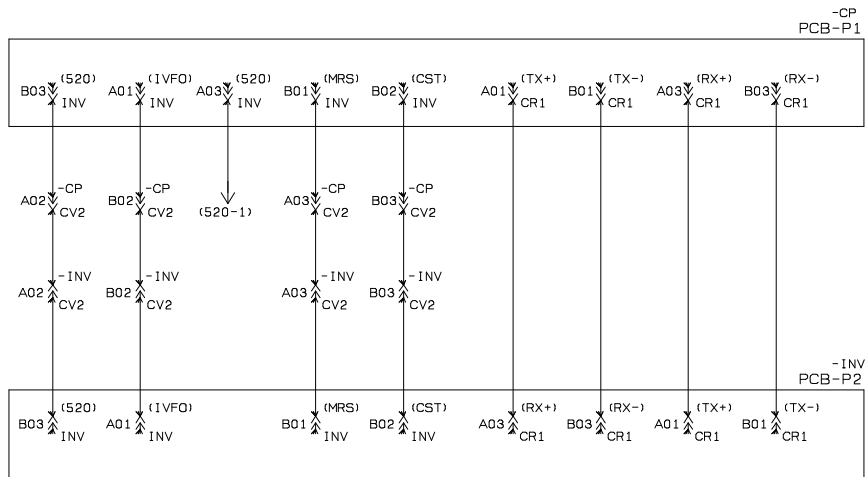 -CP
PCB-P1
(520) (IVFO) (520) (MRS) (CST) (TX+) (TX-) (RX+) (RX-)
B03 A01 A03 B01 B02 A01 B01 A03 B03
INV INV INV INV INV CR1 CR1 CR1 CR1
-CP -CP -CP -CP
A02 B02 A03 B03
CV2 CV2 (520-1) CV2 CV2
-INV -INV -INV -INV
A02 B02 A03 B03
CV2 CV2 CV2 CV2
-INV
PCB-P2
(520) (IVFO) (MRS) (CST) (RX+) (RX-) (TX+) (TX-)
B03 A01 B01 B02 A03 B03 A01 B01
INV INV INV INV CR1 CR1 CR1 CR1